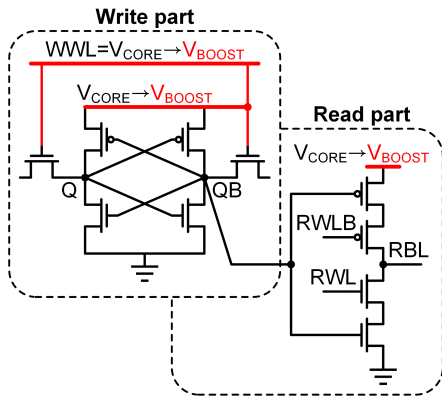 Write part
WWL=VCORE→VBOOST
VCORE→VBOOST
Q
QB
Read part
VCORE→VBOOST
RWLB
RBL
RWL